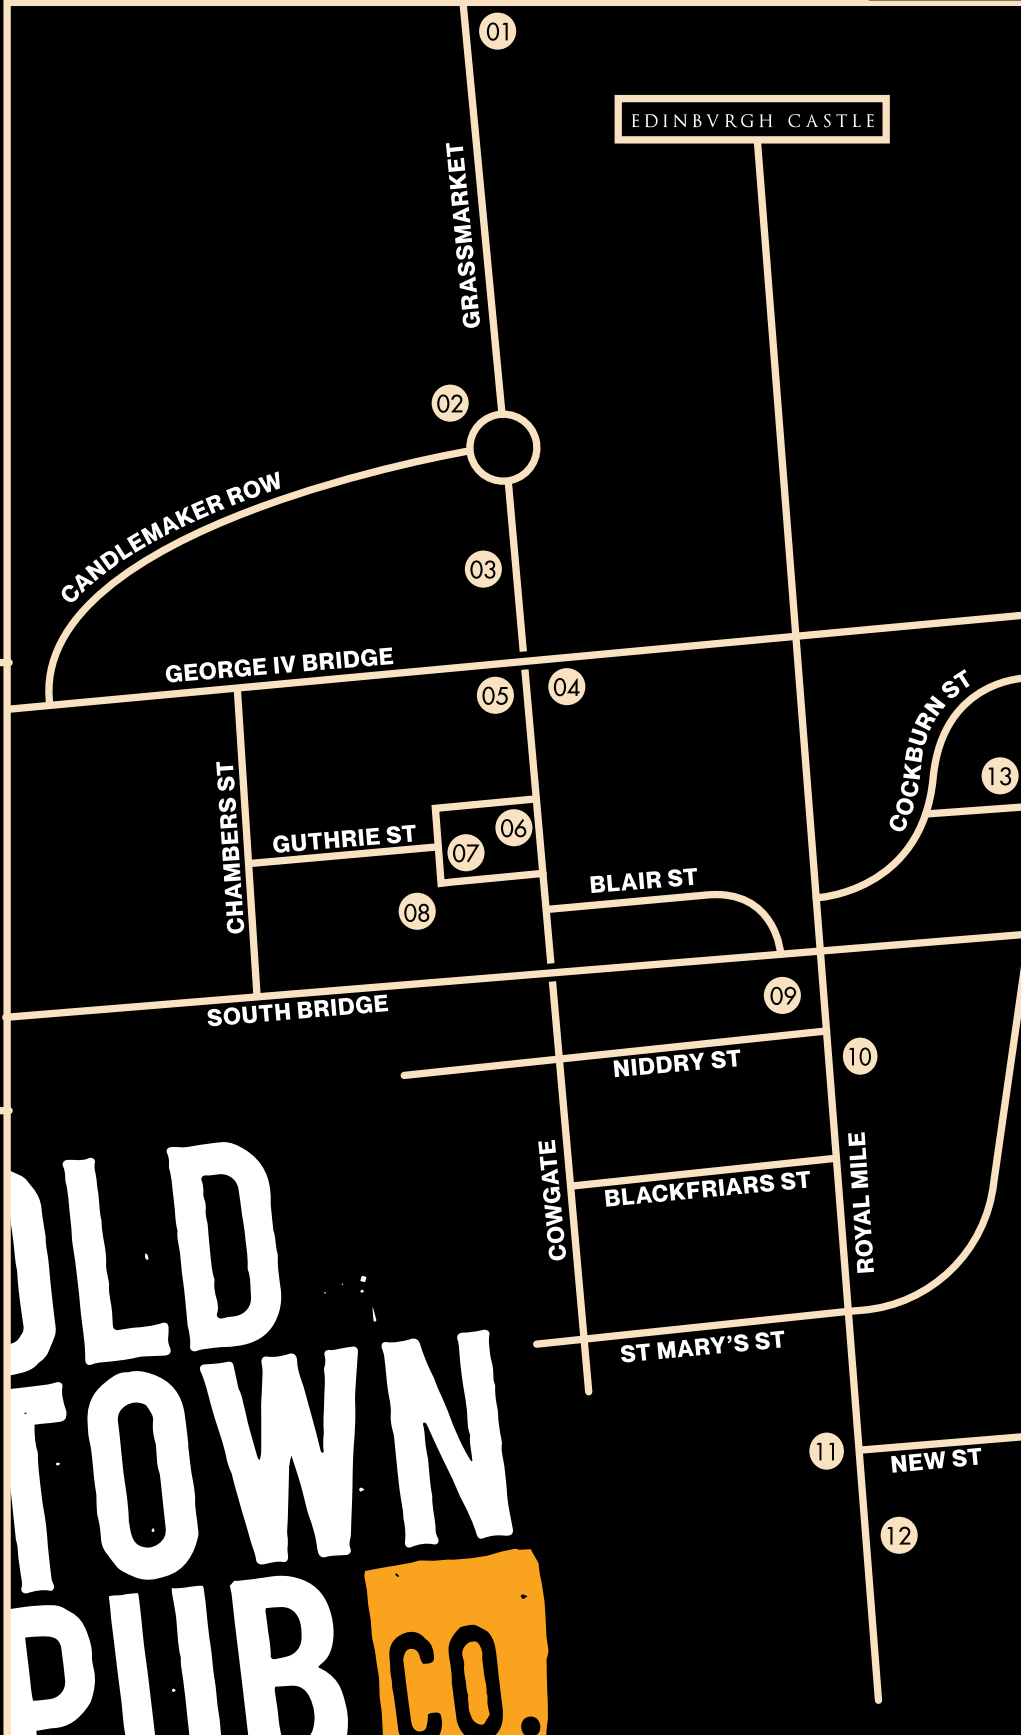 01
EDINBVRGH CASTLE
GRASSMARKET
02
CANDLEMAKER ROW
03
GEORGE IV BRIDGE
05
04
COCKBURN ST
13
CHAMBERS ST
GUTHRIE ST
06
07
08
BLAIR ST
09
SOUTH BRIDGE
NIDDRY ST
10
COWGATE
BLACKFRIARS ST
ROYAL MILE
ST MARY'S ST
11
NEW ST
12
OLD
TOWN
PUB CO.